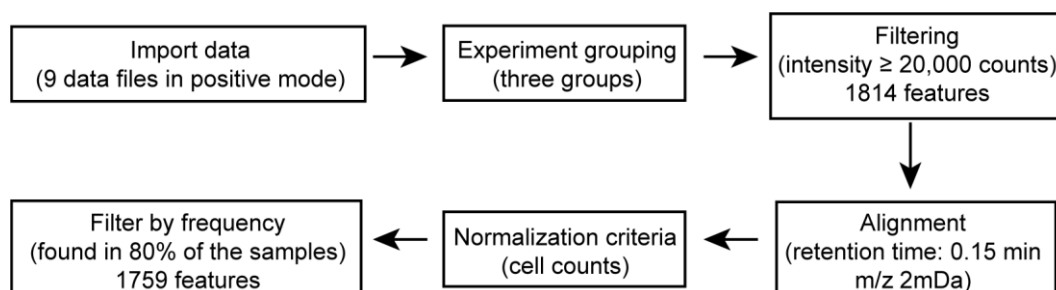 Import data
(9 data files in positive mode)
Experiment grouping
(three groups)
Filtering
(intensity ≥ 20,000 counts)
1814 features
Alignment
(retention time: 0.15 min
m/z 2mDa)
Normalization criteria
(cell counts)
Filter by frequency
(found in 80% of the samples)
1759 features